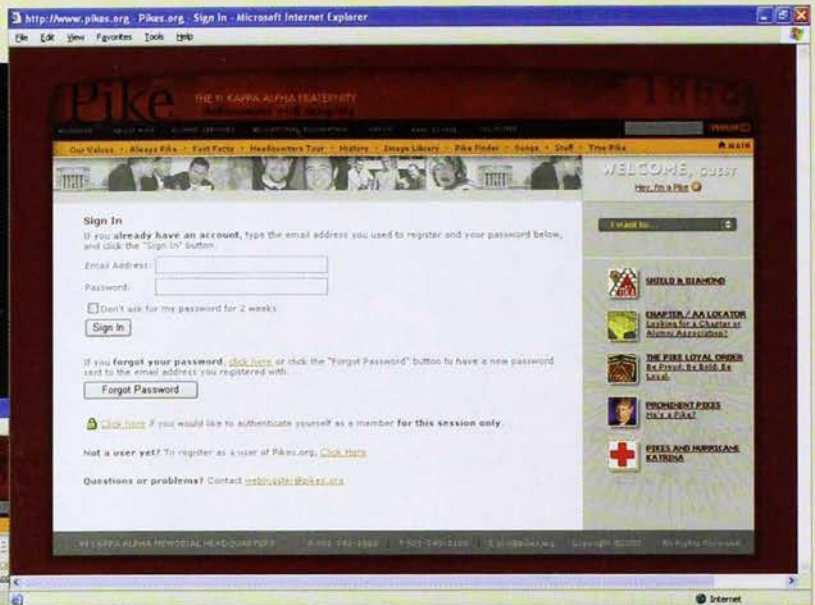 http://www.pikes.org - Pikes.org - Sign In - Microsoft Internet Explorer
File Edit View Favorites Tools Help
Pike THE PI KAPPA ALPHA FRATERNITY 1868
Our Values • Always Pike • Fast Facts • Headquarters Tour • History • Image Library • Pike Finder • Songs • Staff • True Pike MAIN
WELCOME, GUEST
Hey, I'm a Pike
Sign In
If you already have an account, type the email address you used to register and your password below,
and click the "Sign In" button.
Email Address:
Password:
Don't ask for my password for 2 weeks
Sign In
If you forgot your password, click here or click the "Forgot Password" button to have a new password
sent to the email address you registered with.
Forgot Password
Click here if you would like to authenticate yourself as a member for this session only.
Not a user yet? To register as a user of Pikes.org, Click Here
Questions or problems? Contact webmaster@pikes.org
I want to...
SHIELD & DIAMOND
CHAPTER / AA LOCATOR
Looking for a Chapter or
Alumni Association?
THE PIKE LOYAL ORDER
Be Proud. Be Bold. Be
Loyal.
PROMINENT PIKES
He's a Pike?
PIKES AND HURRICANE
KATRINA
PI KAPPA ALPHA MEMORIAL HEADQUARTERS
Internet